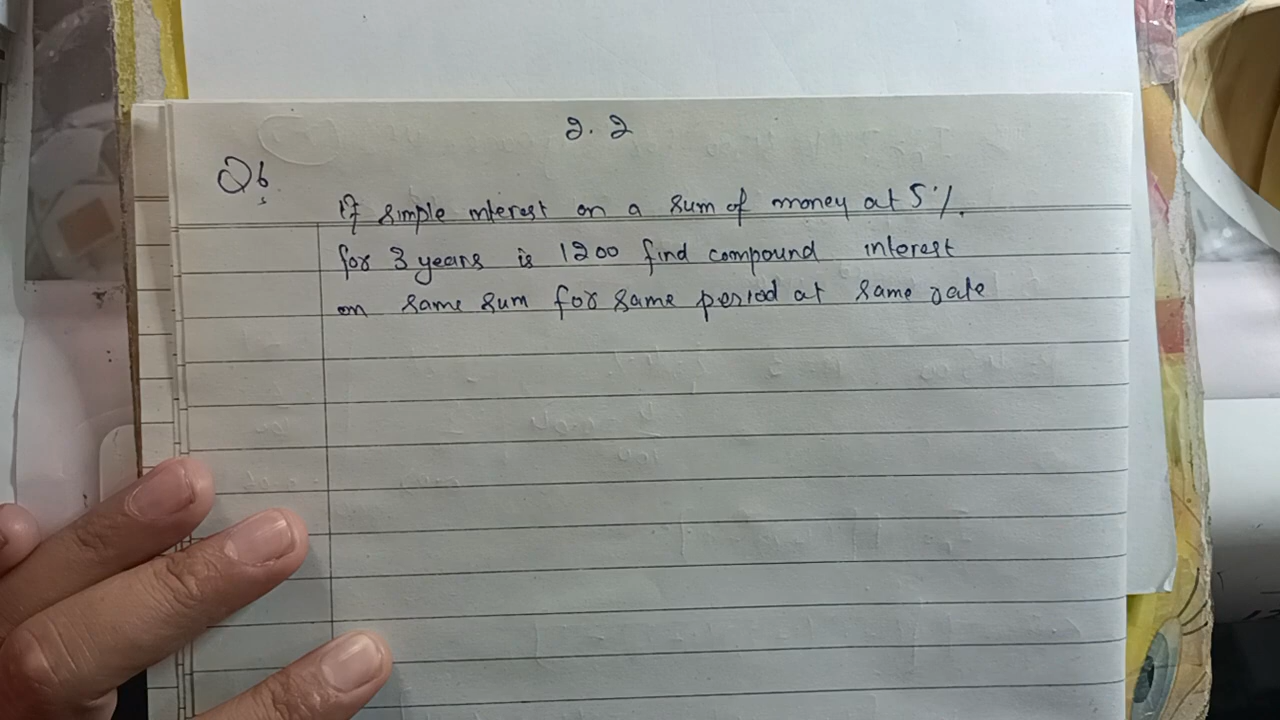 2.2
Q6
If simple interest on a sum of money at 5%.
for 3 years is 1200 find compound interest
on same sum for same period at same rate